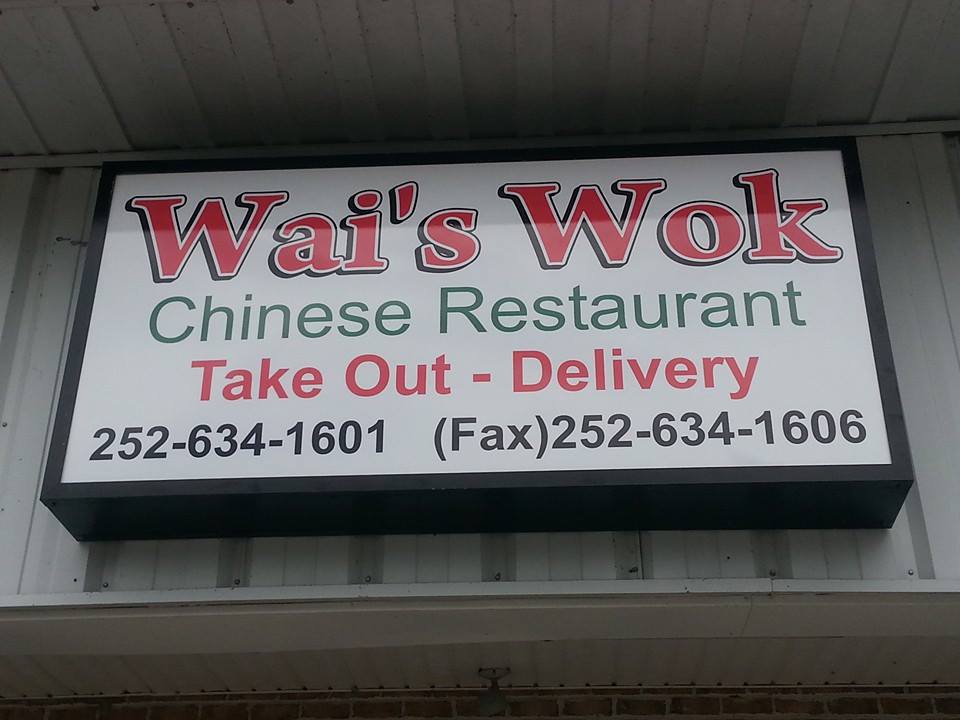 Wai's Wok
Chinese Restaurant
Take Out - Delivery
252-634-1601 (Fax)252-634-1606